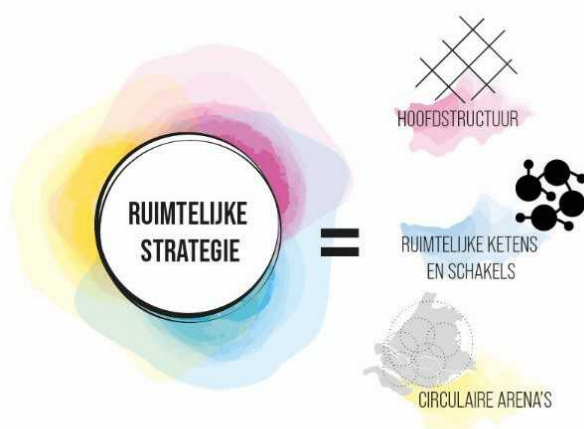 RUIMTELIJKE
STRATEGIE
=
HOOFDSTRUCTUUR
RUIMTELIJKE KETENS
EN SCHAKELS
CIRCULAIRE ARENA'S